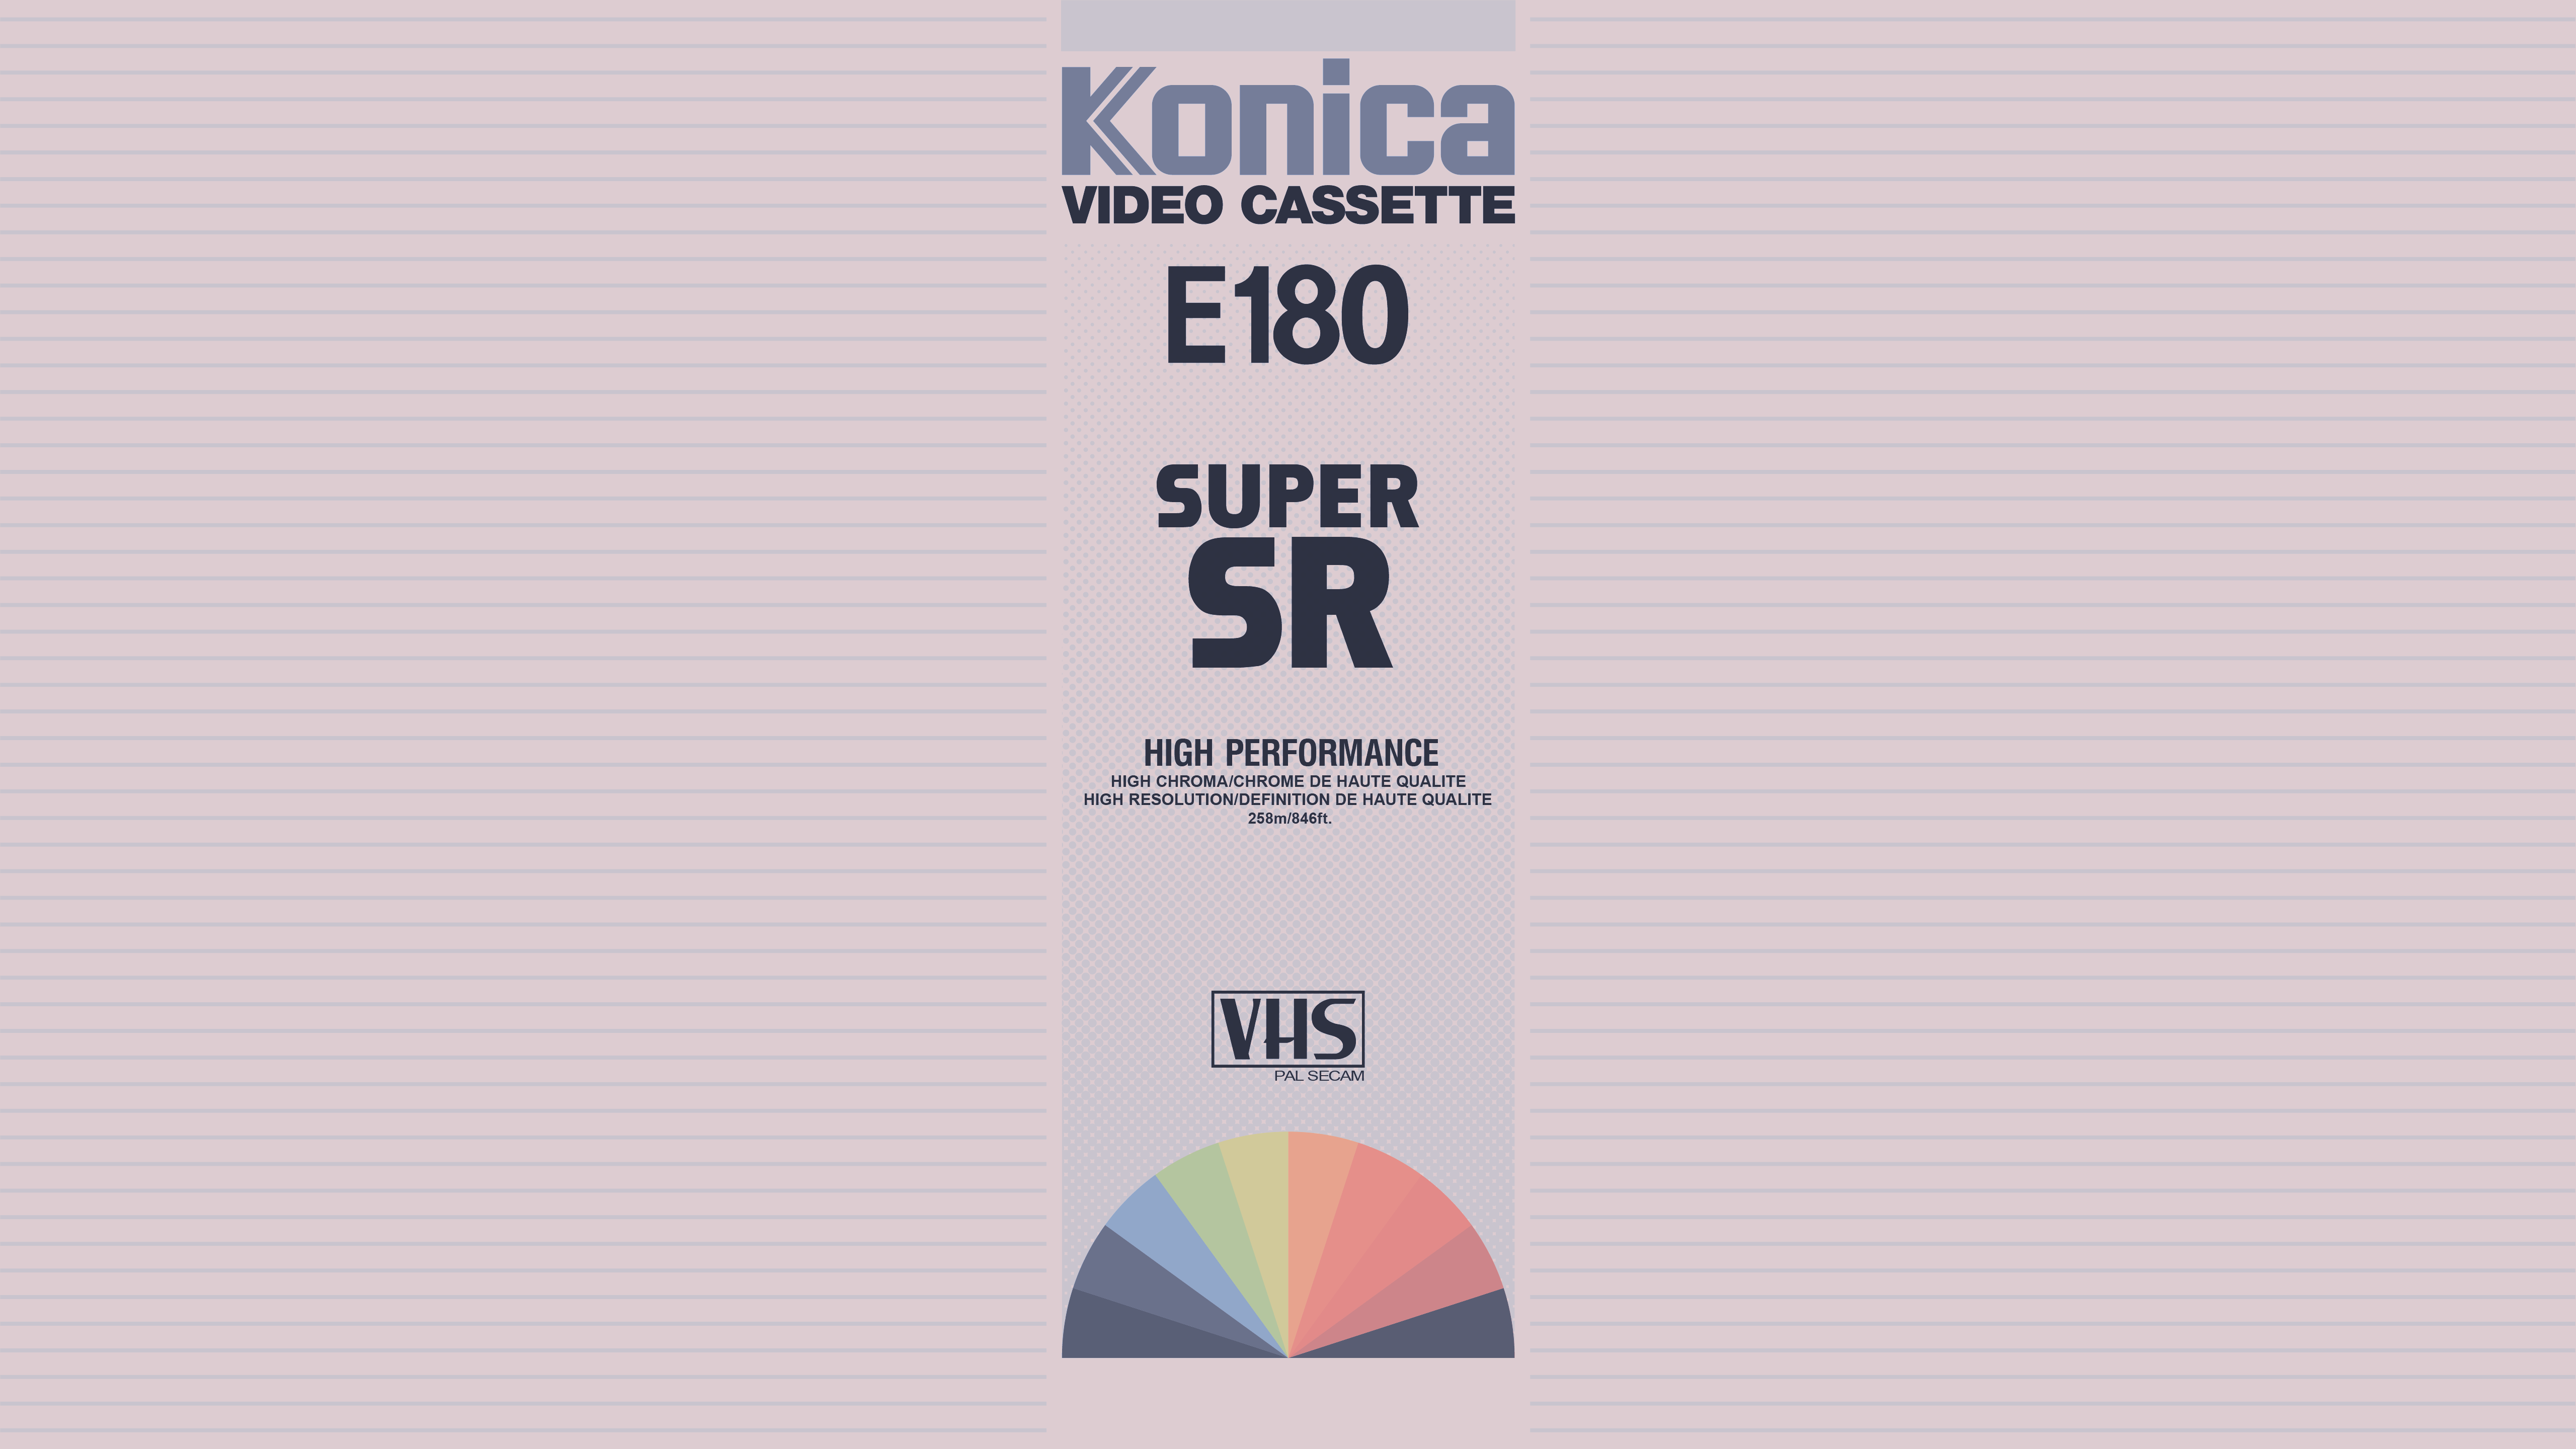 Konica
VIDEO CASSETTE
E180
SUPER
SR
HIGH PERFORMANCE
HIGH CHROMA/CHROME DE HAUTE QUALITE
HIGH RESOLUTION/DEFINITION DE HAUTE QUALITE
258m/846ft.
VHS
PAL SECAM